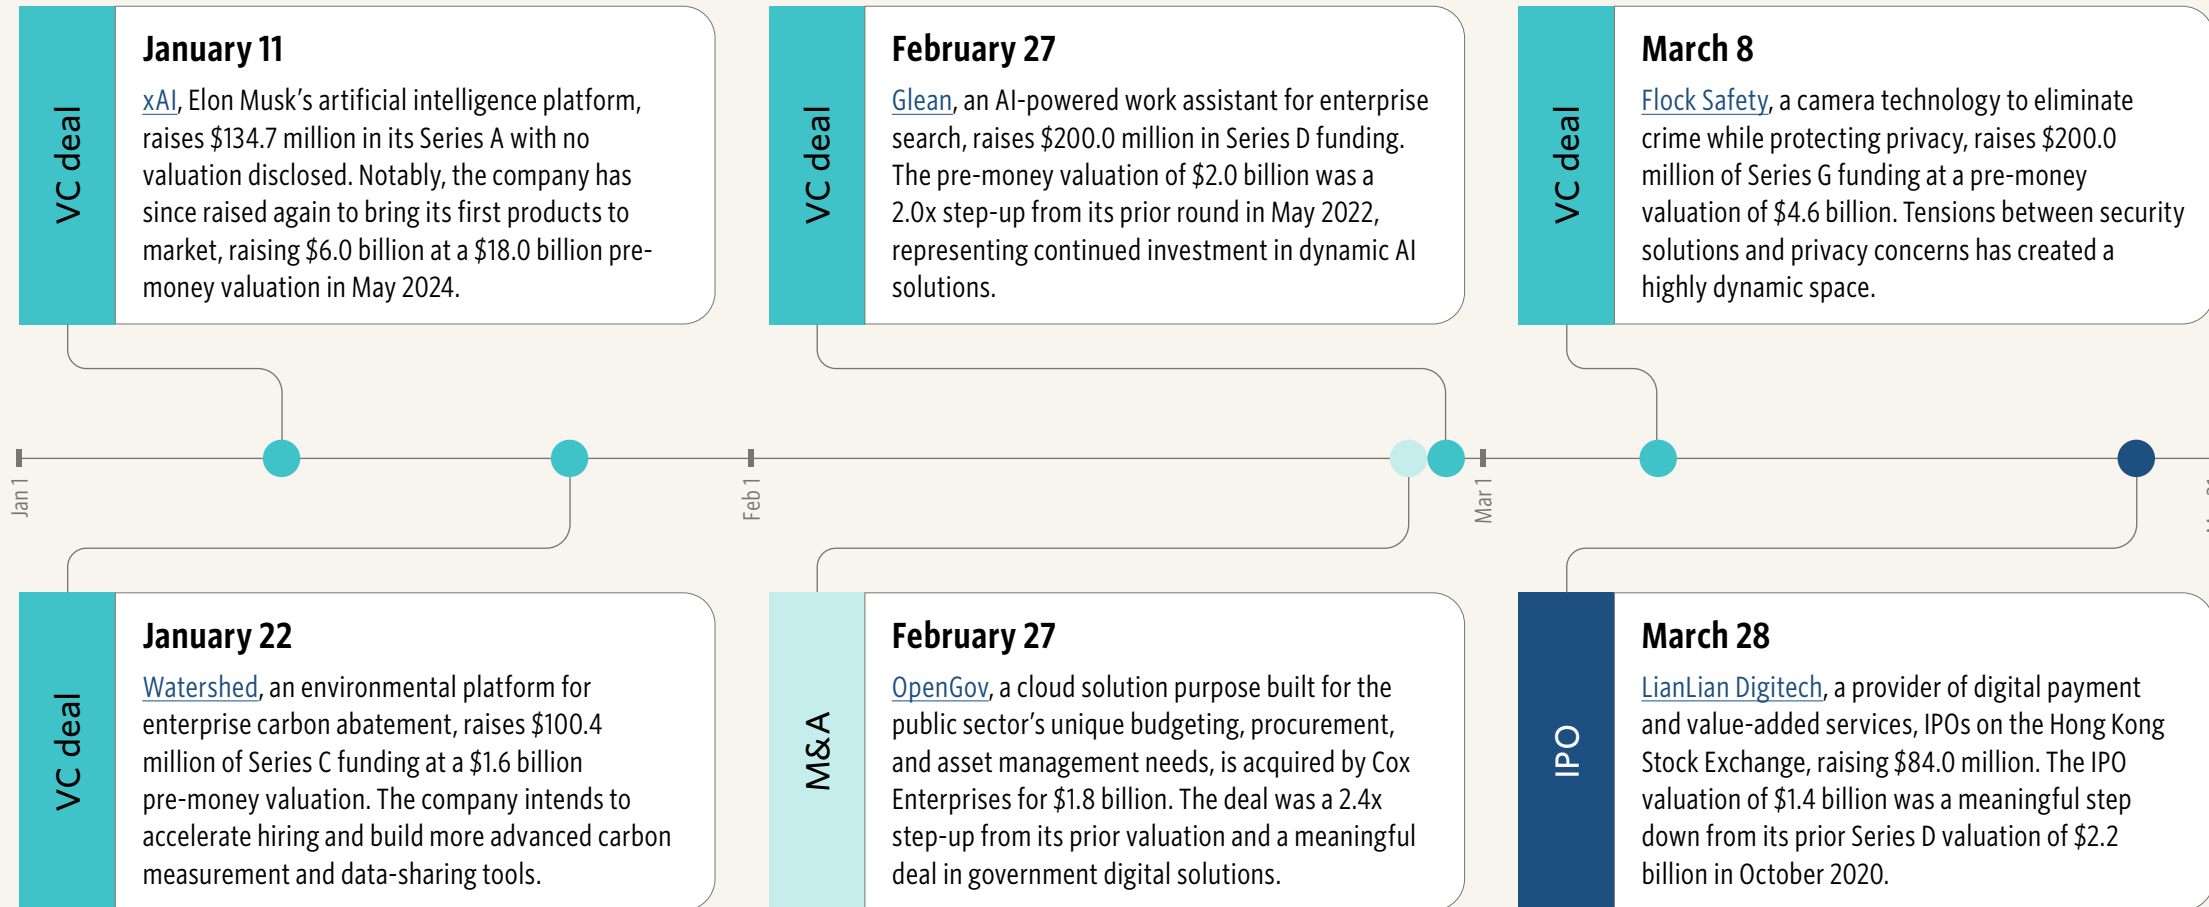 VC deal
January 11
xAI, Elon Musk’s artificial intelligence platform,
raises $134.7 million in its Series A with no
valuation disclosed. Notably, the company has
since raised again to bring its first products to
market, raising $6.0 billion at a $18.0 billion pre-
money valuation in May 2024.
VC deal
February 27
Glean, an AI-powered work assistant for enterprise
search, raises $200.0 million in Series D funding.
The pre-money valuation of $2.0 billion was a
2.0x step-up from its prior round in May 2022,
representing continued investment in dynamic AI
solutions.
VC deal
March 8
Flock Safety, a camera technology to eliminate
crime while protecting privacy, raises $200.0
million of Series G funding at a pre-money
valuation of $4.6 billion. Tensions between security
solutions and privacy concerns has created a
highly dynamic space.
Jan 1
Feb 1
Mar 1
VC deal
January 22
Watershed, an environmental platform for
enterprise carbon abatement, raises $100.4
million of Series C funding at a $1.6 billion
pre-money valuation. The company intends to
accelerate hiring and build more advanced carbon
measurement and data-sharing tools.
M&A
February 27
OpenGov, a cloud solution purpose built for the
public sector’s unique budgeting, procurement,
and asset management needs, is acquired by Cox
Enterprises for $1.8 billion. The deal was a 2.4x
step-up from its prior valuation and a meaningful
deal in government digital solutions.
IPO
March 28
LianLian Digitech, a provider of digital payment
and value-added services, IPOs on the Hong Kong
Stock Exchange, raising $84.0 million. The IPO
valuation of $1.4 billion was a meaningful step
down from its prior Series D valuation of $2.2
billion in October 2020.